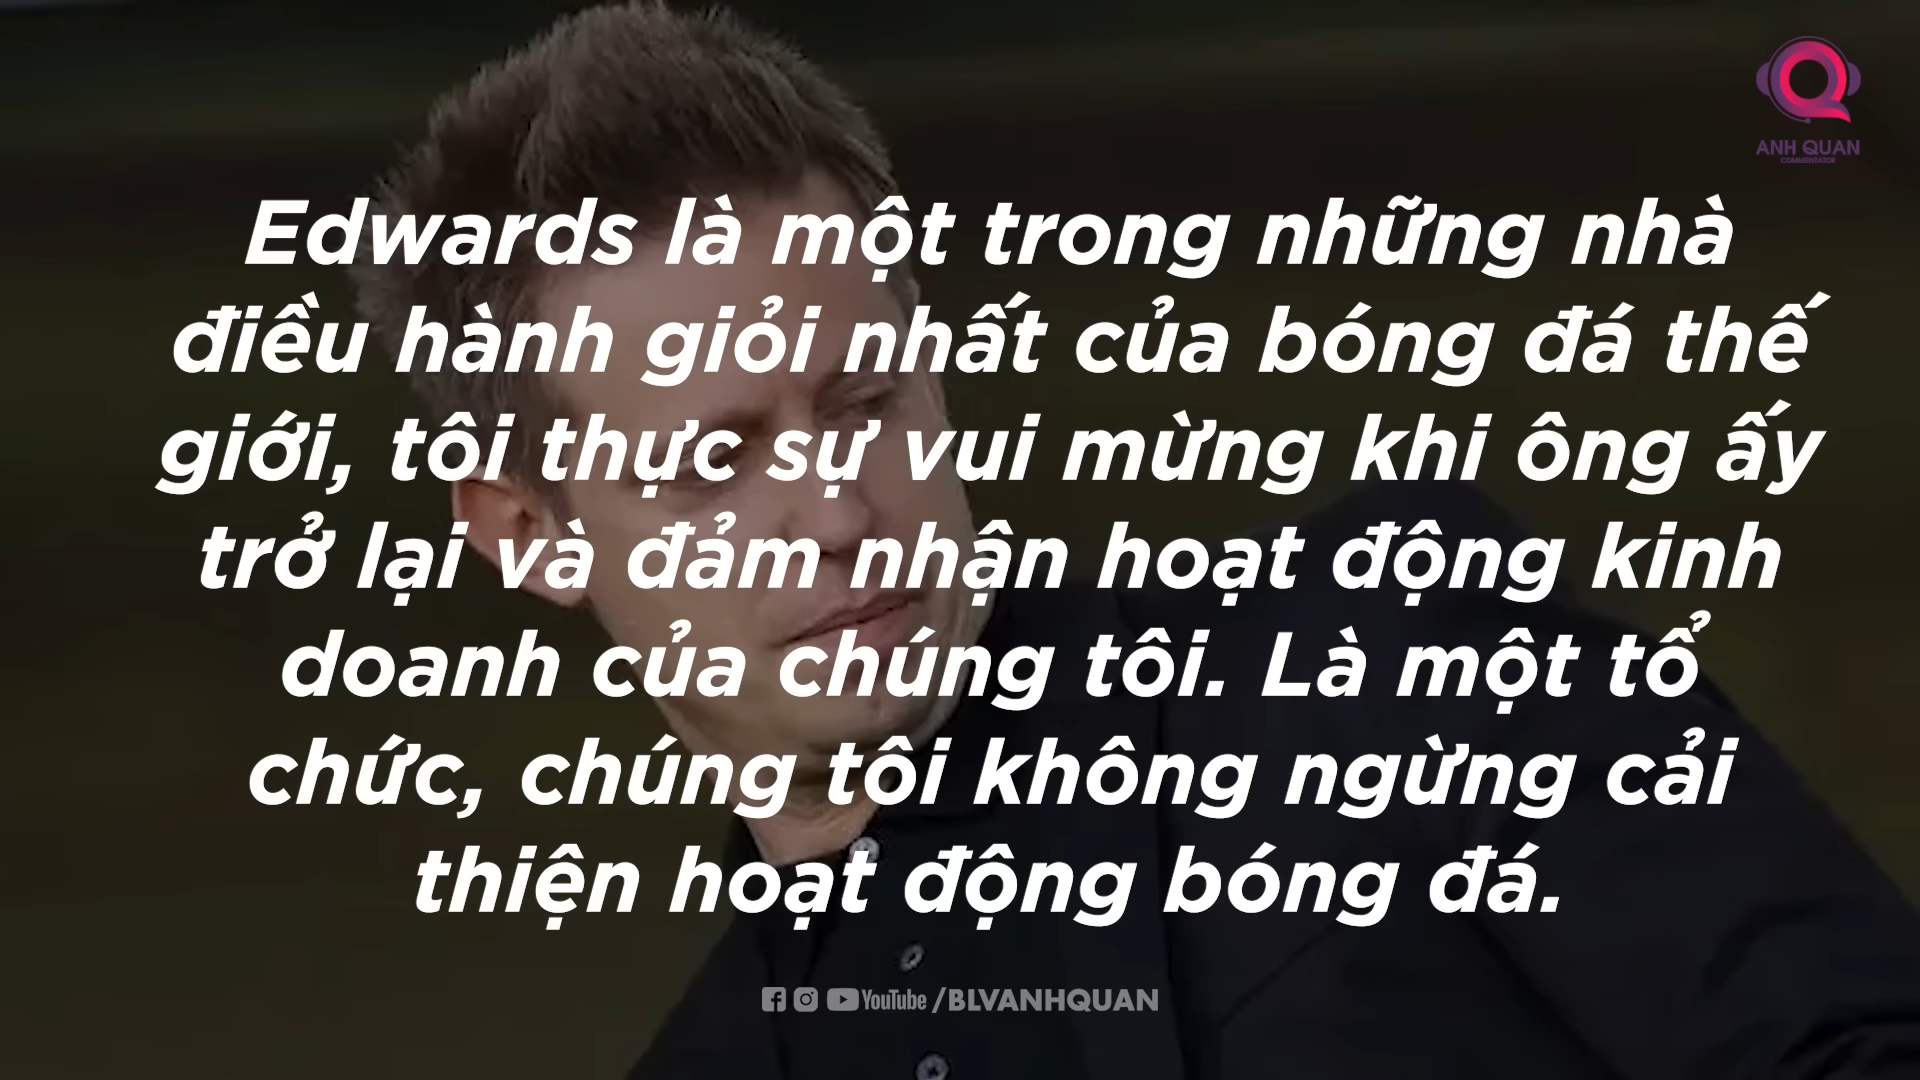 ANH QUAN
COMMENTATOR
Edwards là một trong những nhà
điều hành giỏi nhất của bóng đá thế
giới, tôi thực sự vui mừng khi ông ấy
trở lại và đảm nhận hoạt động kinh
doanh của chúng tôi. Là một tổ
chức, chúng tôi không ngừng cải
thiện hoạt động bóng đá.
YouTube /BLVANHQUAN